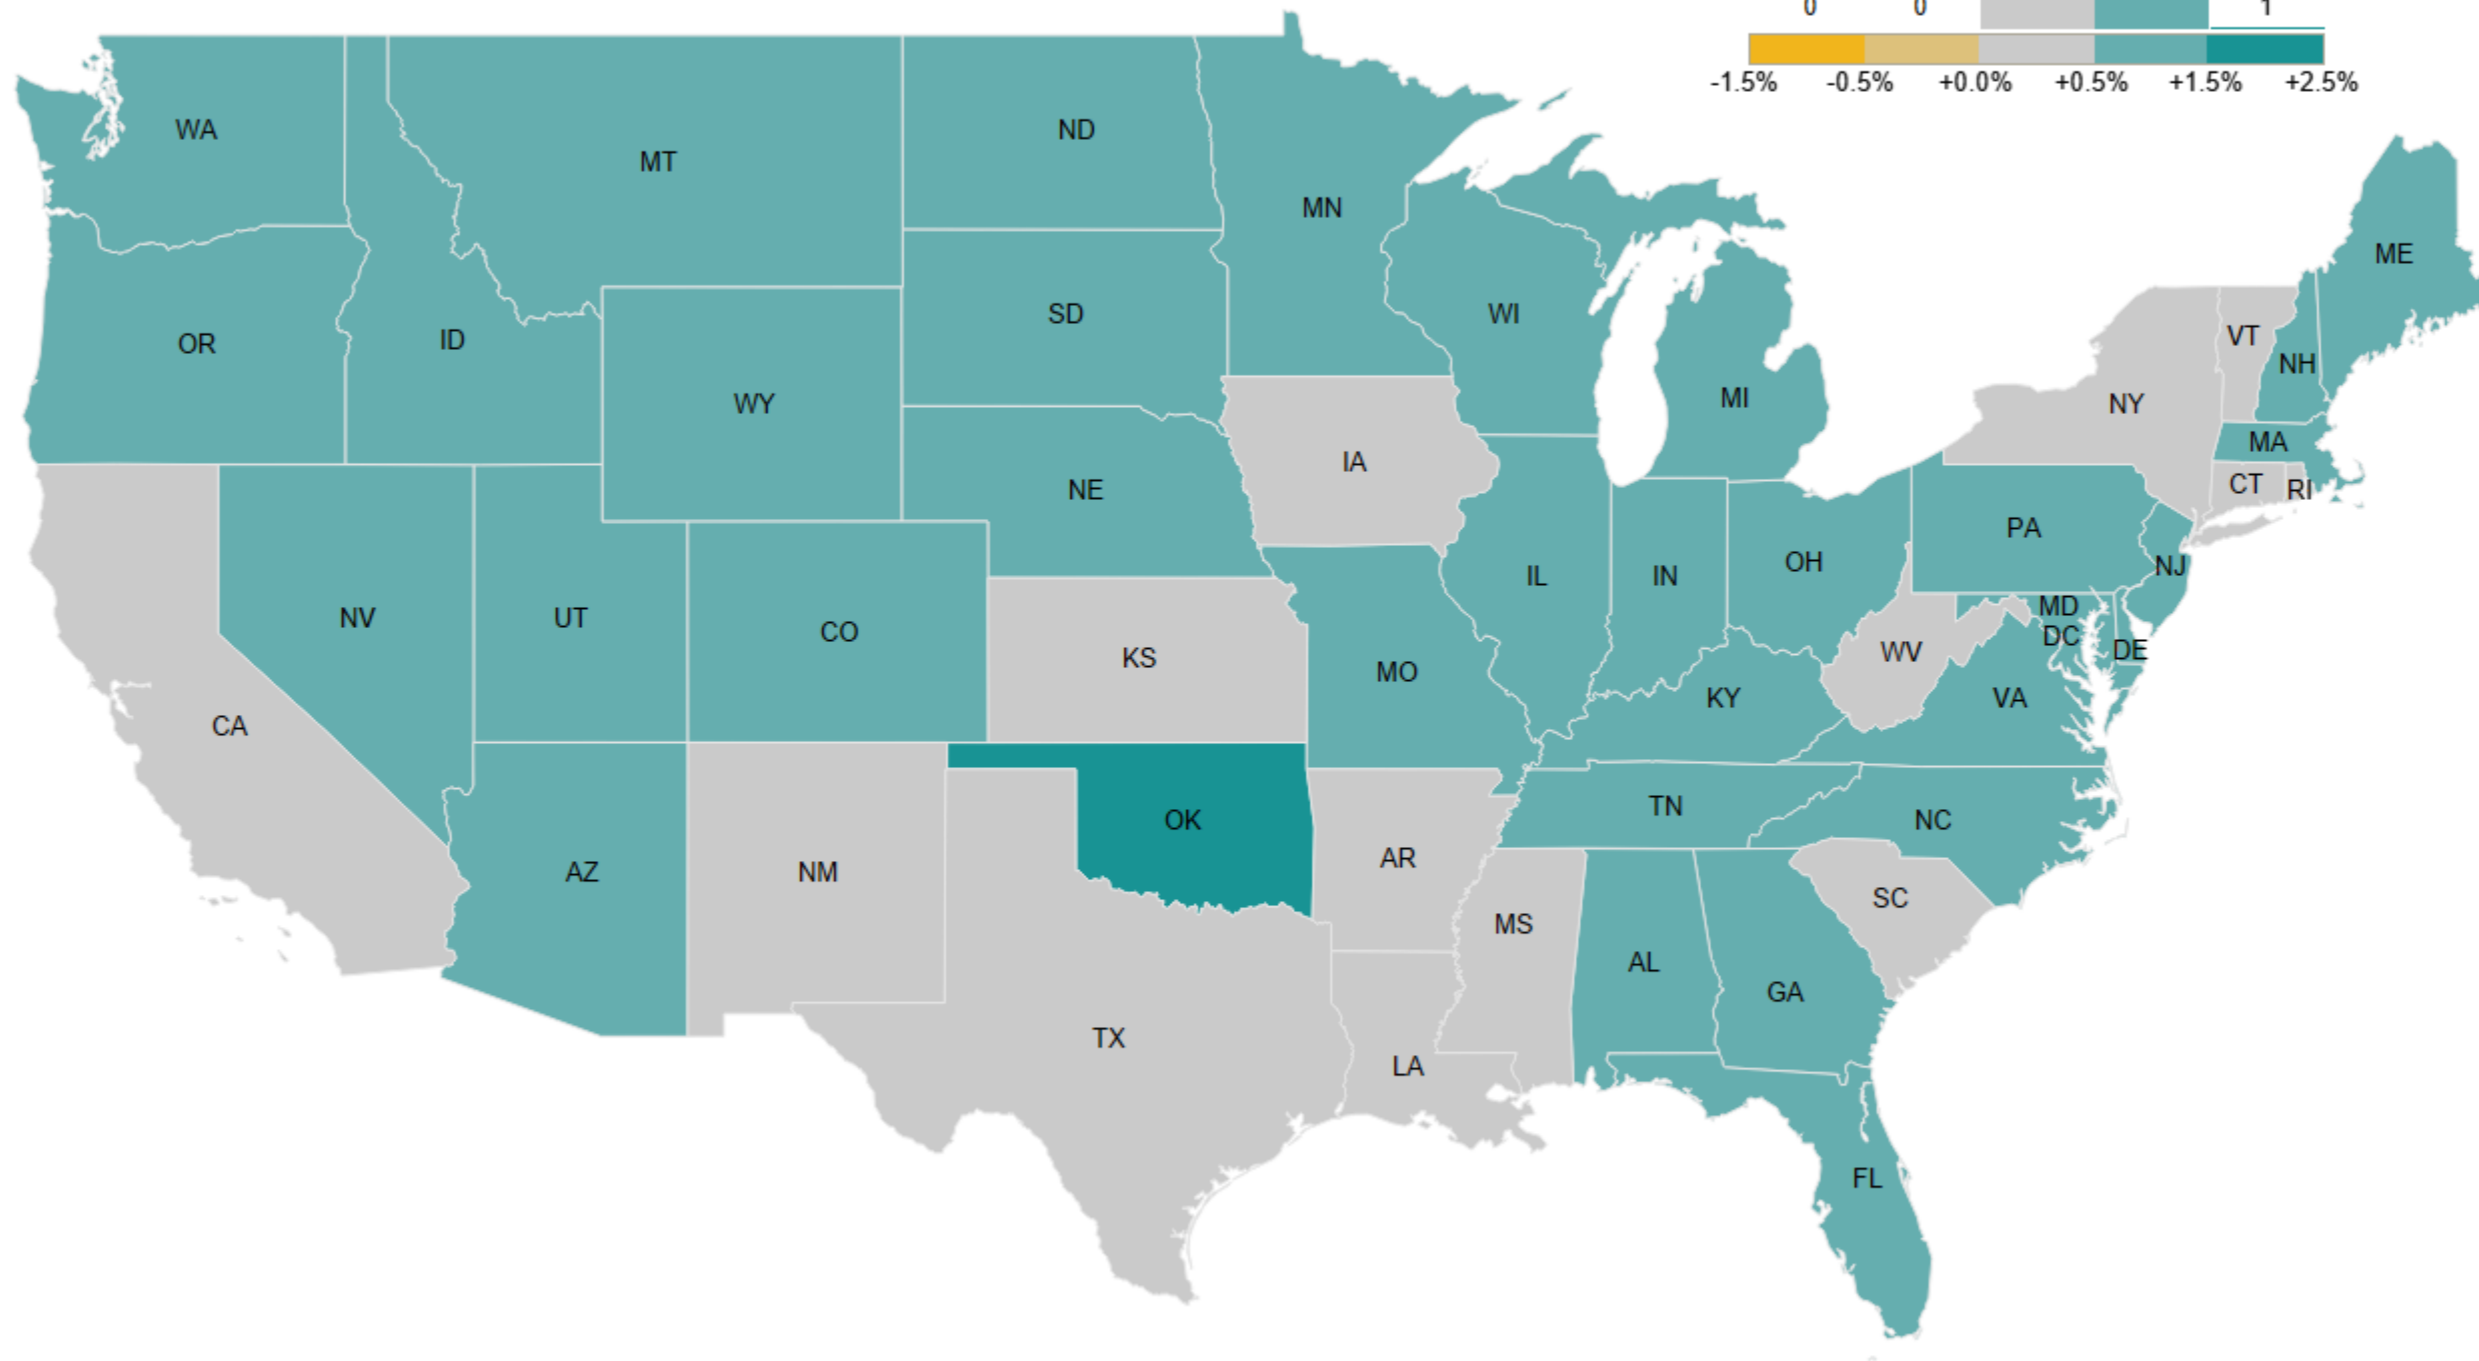 0 0 1
-1.5% -0.5% +0.0% +0.5% +1.5% +2.5%
WA
MT
ND
MN
ME
OR
ID
SD
WI
VT
NH
WY
MI
NY
MA
IA
NE
CT
RI
PA
NJ
IL
IN
OH
NV
UT
CO
MD
DC
DE
KS
WV
MO
KY
VA
CA
TN
NC
OK
AR
AZ
NM
SC
MS
AL
GA
TX
LA
FL